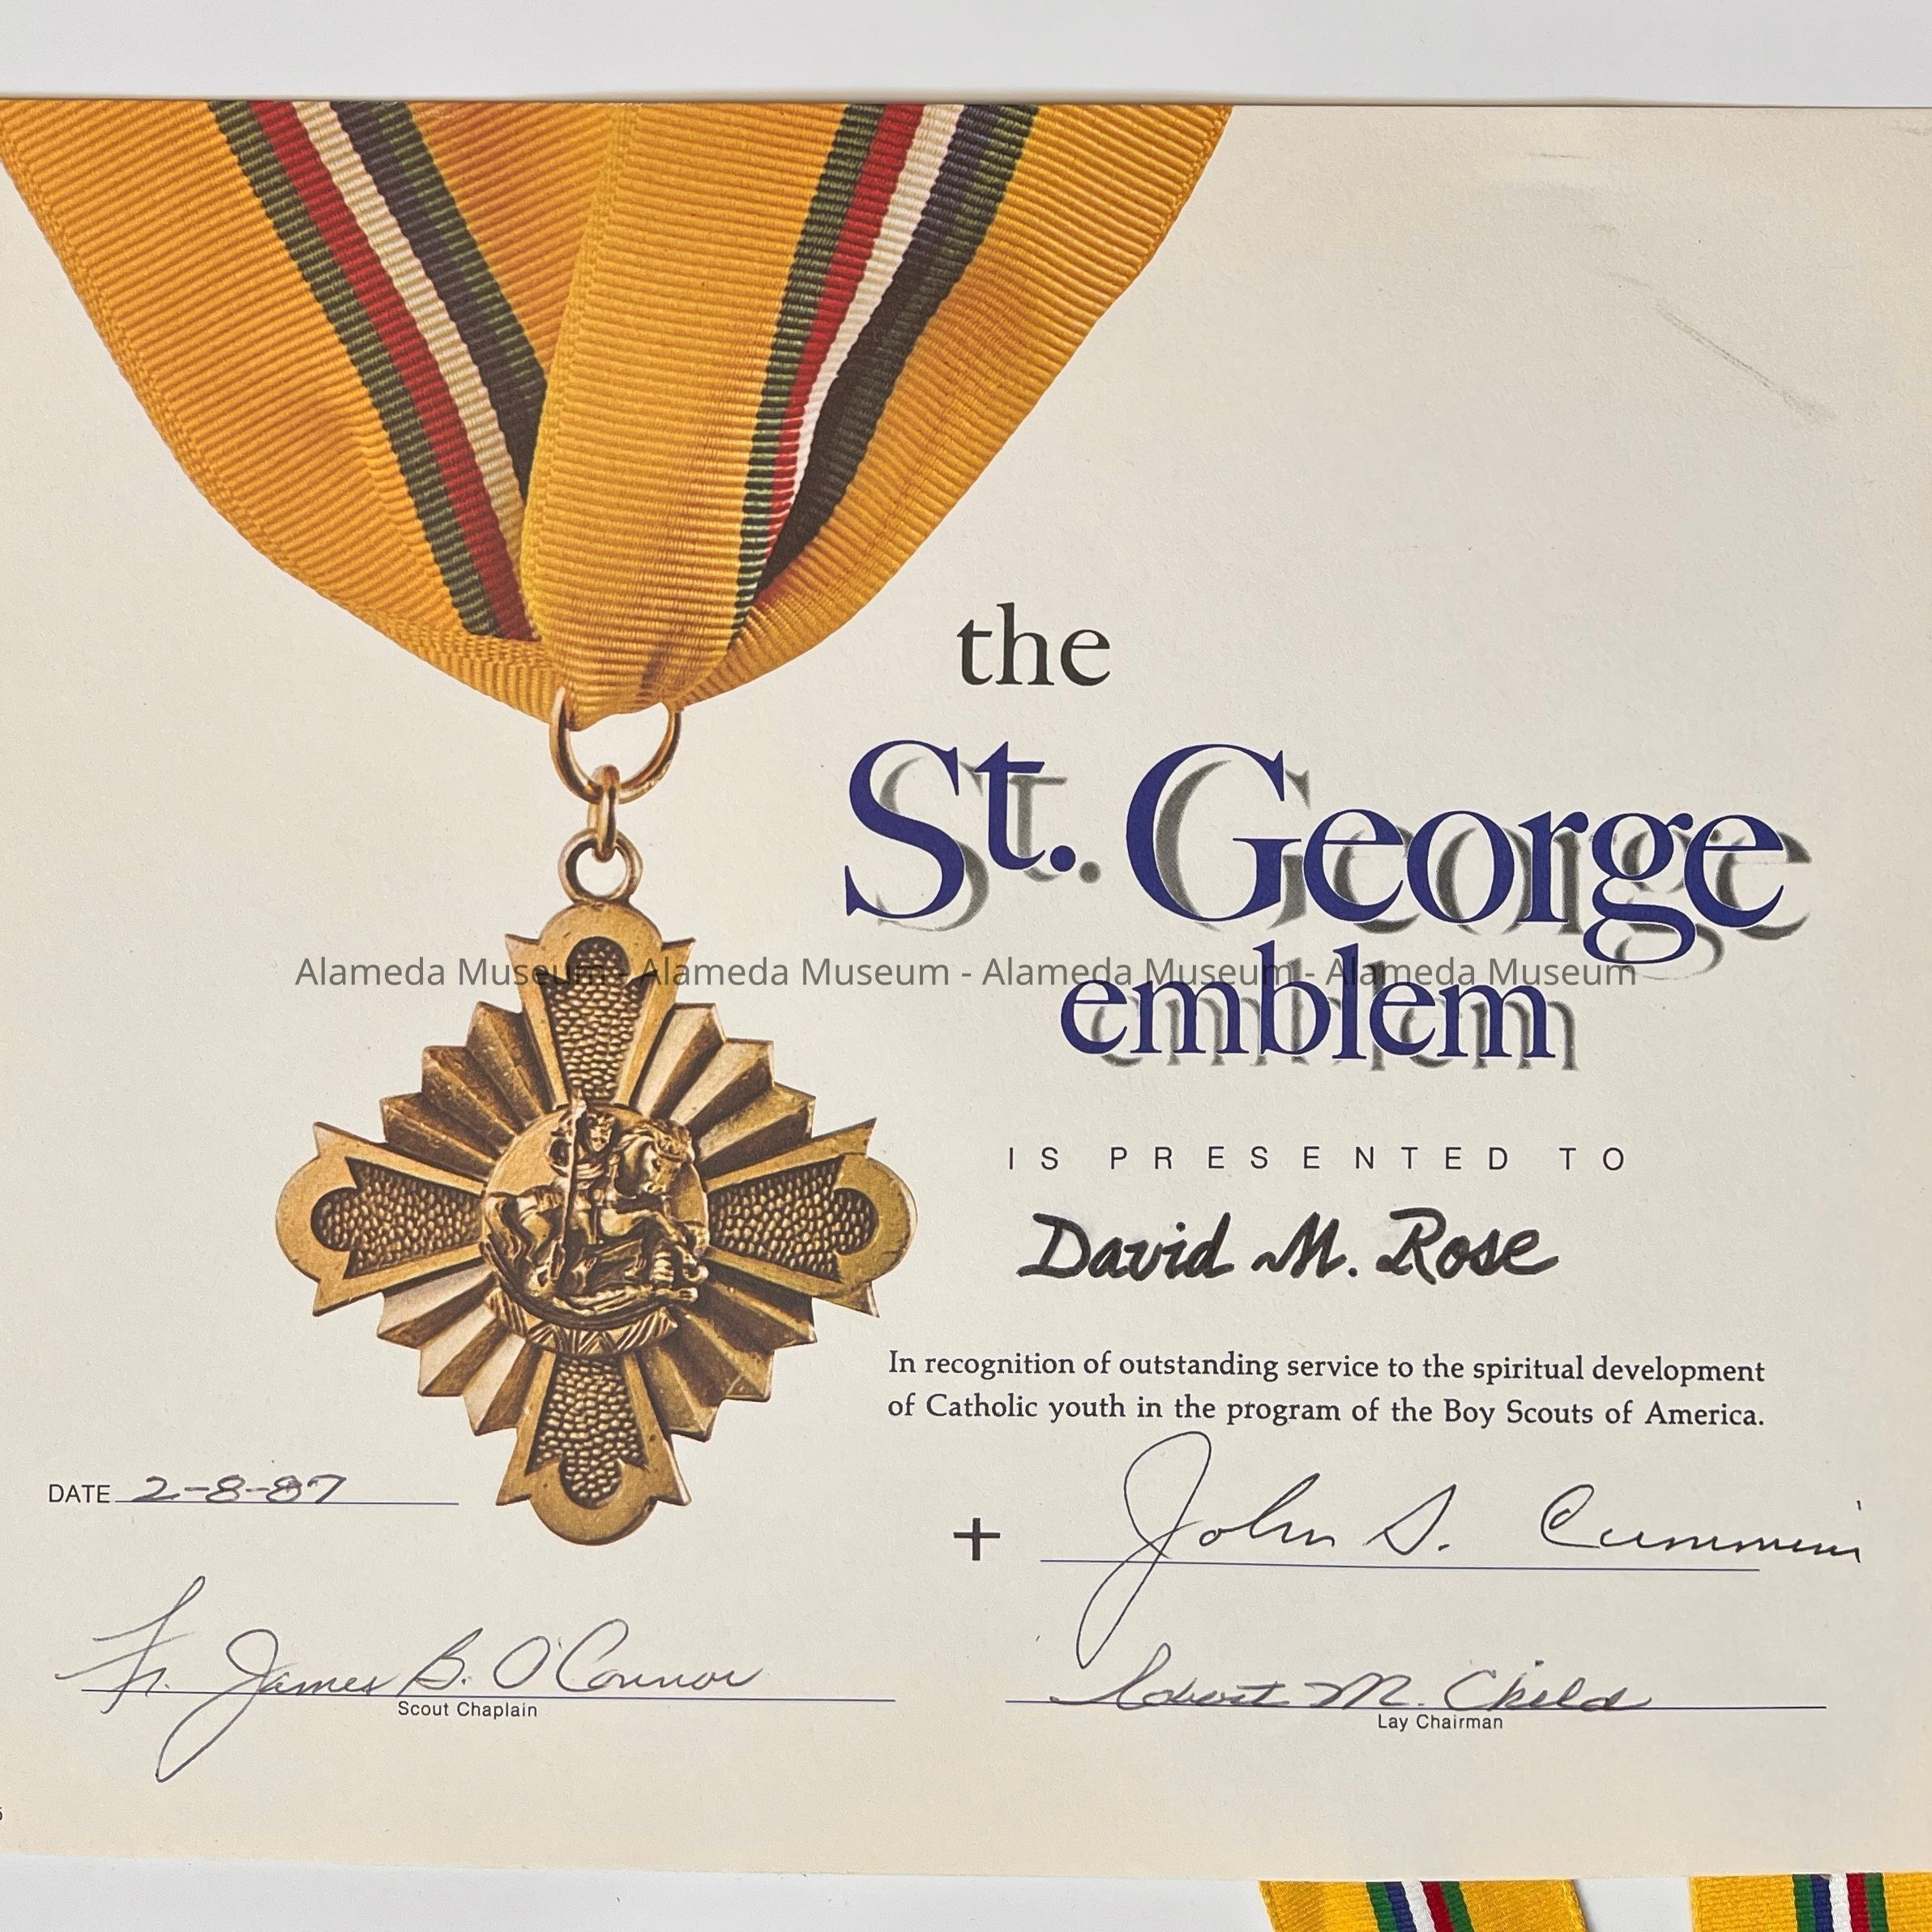 the
St. George
Alameda Museum - Alameda Museum - Alameda Museum - Alameda Museum
emblem
IS PRESENTED TO
David M. Rose
In recognition of outstanding service to the spiritual development
of Catholic youth in the program of the Boy Scouts of America.
DATE 2-8-87
+ John S. Cummins
Fr. James B. O'Connor
Scout Chaplain
Robert M. Child
Lay Chairman